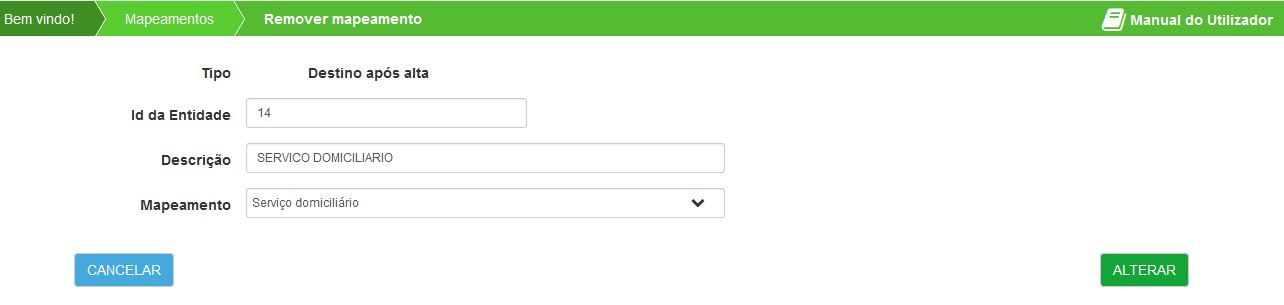 Bem vindo! Mapeamentos Remover mapeamento Manual do Utilizador
Tipo Destino após alta
Id da Entidade 14
Descrição SERVICO DOMICILIARIO
Mapeamento Serviço domiciliário
CANCELAR ALTERAR